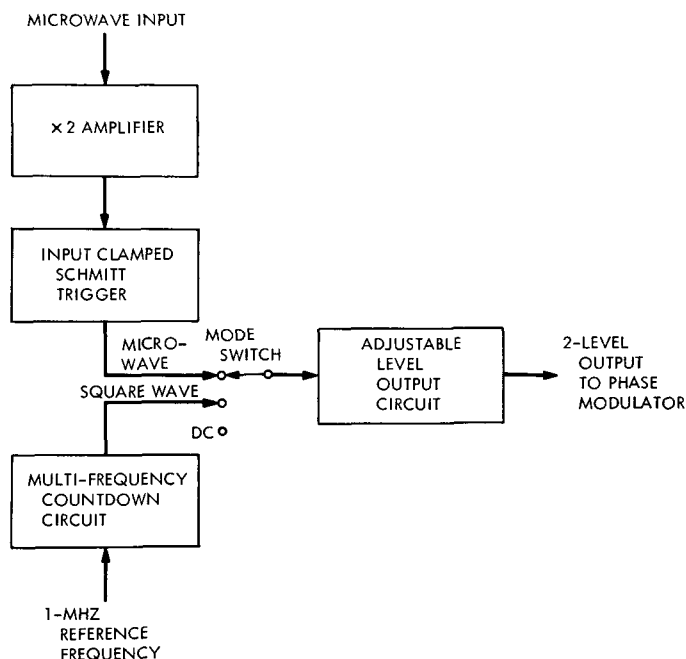 MICROWAVE INPUT
×2 AMPLIFIER
INPUT CLAMPED
SCHMITT
TRIGGER
MICRO-
WAVE
MODE
SWITCH
SQUARE WAVE
DC
ADJUSTABLE
LEVEL
OUTPUT
CIRCUIT
2-LEVEL
OUTPUT
TO PHASE
MODULATOR
MULTI-FREQUENCY
COUNTDOWN
CIRCUIT
1-MHZ
REFERENCE
FREQUENCY